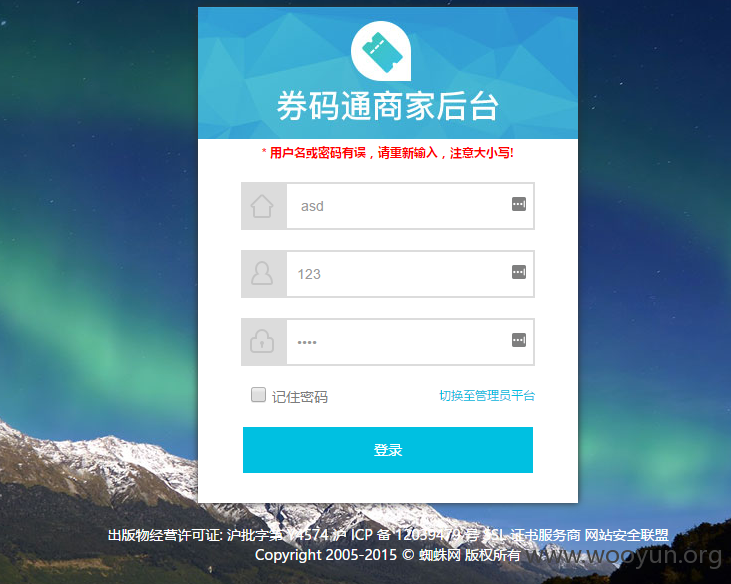 券码通商家后台
* 用户名或密码有误，请重新输入，注意大小写!
asd
123
••••
记住密码
切换至管理员平台
登录
出版物经营许可证: 沪批字第 Y4574 沪 ICP 备 12039479 号 SSL 证书服务商 网站安全联盟
Copyright 2005-2015 © 蜘蛛网 版权所有
www.wooyun.org